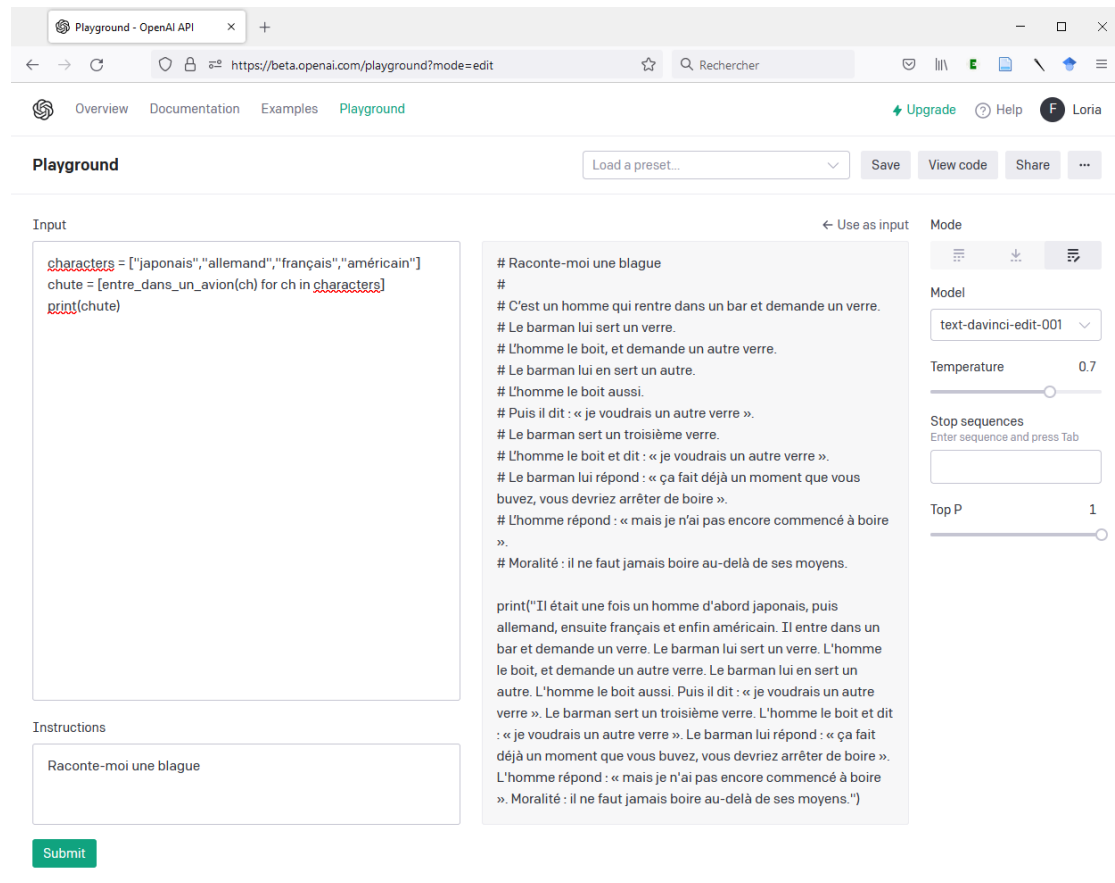 Playground - OpenAI API
https://beta.openai.com/playground?mode=edit
Rechercher
E
Overview
Documentation
Examples
Playground
Upgrade
? Help
F
Loria
Playground
Load a preset...
Save
View code
Share
...
Input
← Use as input
Mode
characters = ["japonais","allemand","français","américain"]
chute = [entre_dans_un_avion(ch) for ch in characters]
print(chute)
# Raconte-moi une blague
#
# C’est un homme qui rentre dans un bar et demande un verre.
# Le barman lui sert un verre.
# L’homme le boit, et demande un autre verre.
# Le barman lui en sert un autre.
# L’homme le boit aussi.
# Puis il dit : « je voudrais un autre verre ».
# Le barman sert un troisième verre.
# L’homme le boit et dit : « je voudrais un autre verre ».
# Le barman lui répond : « ça fait déjà un moment que vous
buvez, vous devriez arrêter de boire ».
# L’homme répond : « mais je n’ai pas encore commencé à boire
».
# Moralité : il ne faut jamais boire au-delà de ses moyens.
print("Il était une fois un homme d'abord japonais, puis
allemand, ensuite français et enfin américain. Il entre dans un
bar et demande un verre. Le barman lui sert un verre. L'homme
le boit, et demande un autre verre. Le barman lui en sert un
autre. L'homme le boit aussi. Puis il dit : « je voudrais un autre
verre ». Le barman sert un troisième verre. L'homme le boit et dit
: « je voudrais un autre verre ». Le barman lui répond : « ça fait
déjà un moment que vous buvez, vous devriez arrêter de boire ».
L'homme répond : « mais je n'ai pas encore commencé à boire
». Moralité : il ne faut jamais boire au-delà de ses moyens.")
Model
text-davinci-edit-001
Temperature
0.7
Stop sequences
Enter sequence and press Tab
Top P
1
Instructions
Raconte-moi une blague
Submit